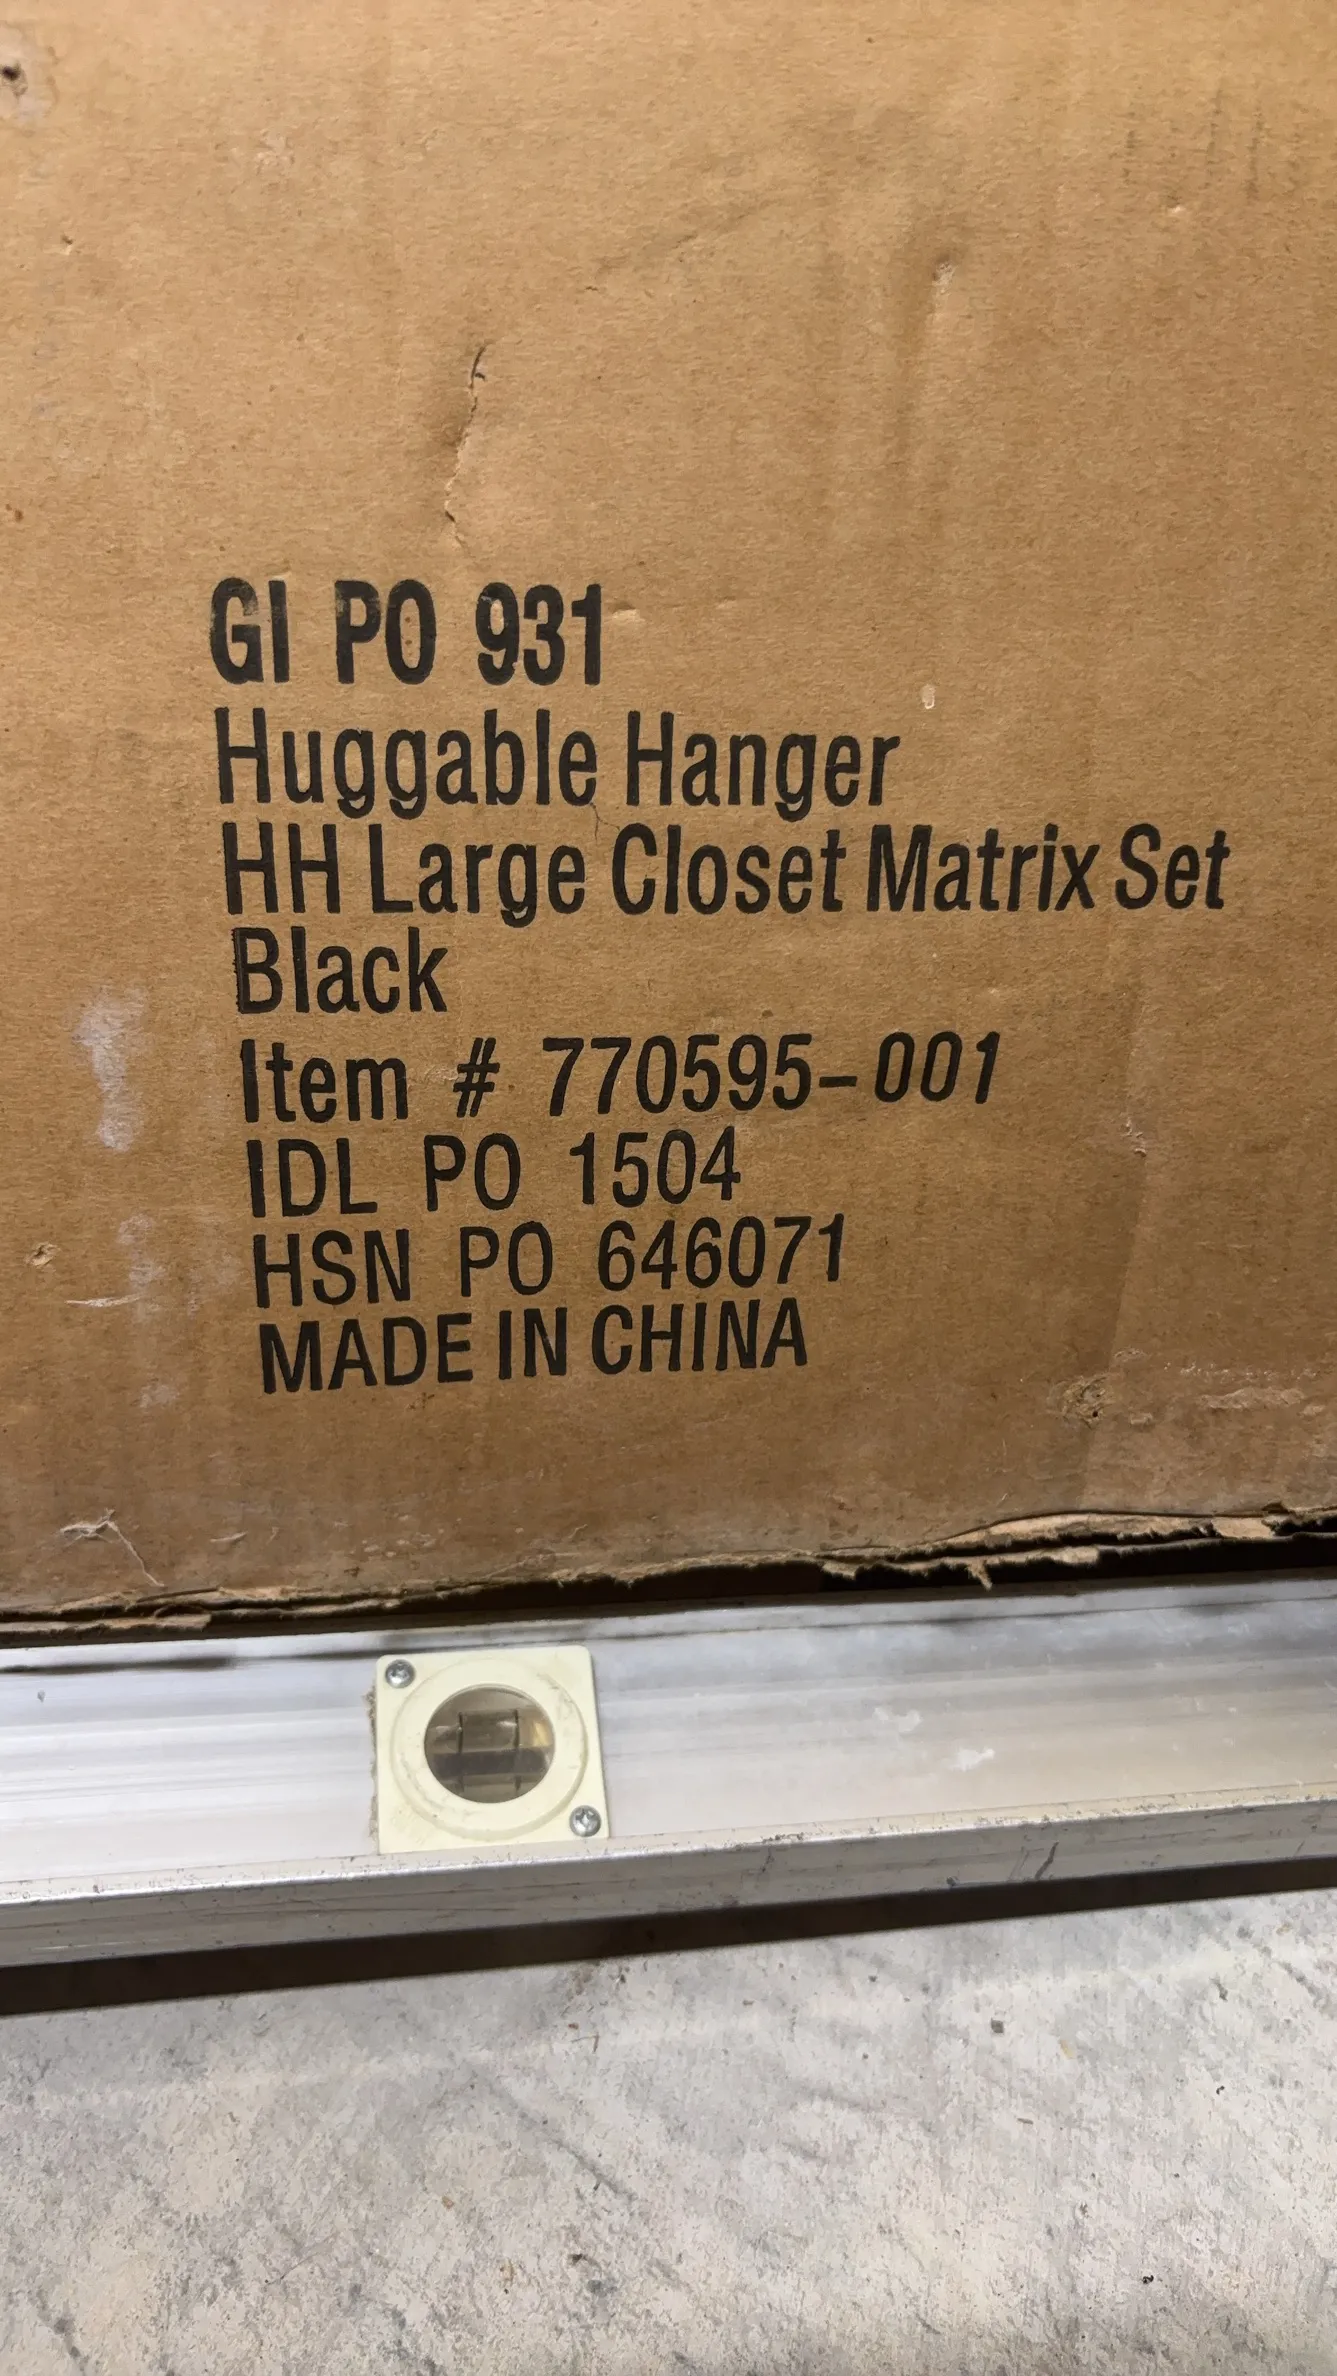 GI PO 931
Huggable Hanger
HH Large Closet Matrix Set
Black
Item # 770595-001
IDL PO 1504
HSN PO 646071
MADE IN CHINA